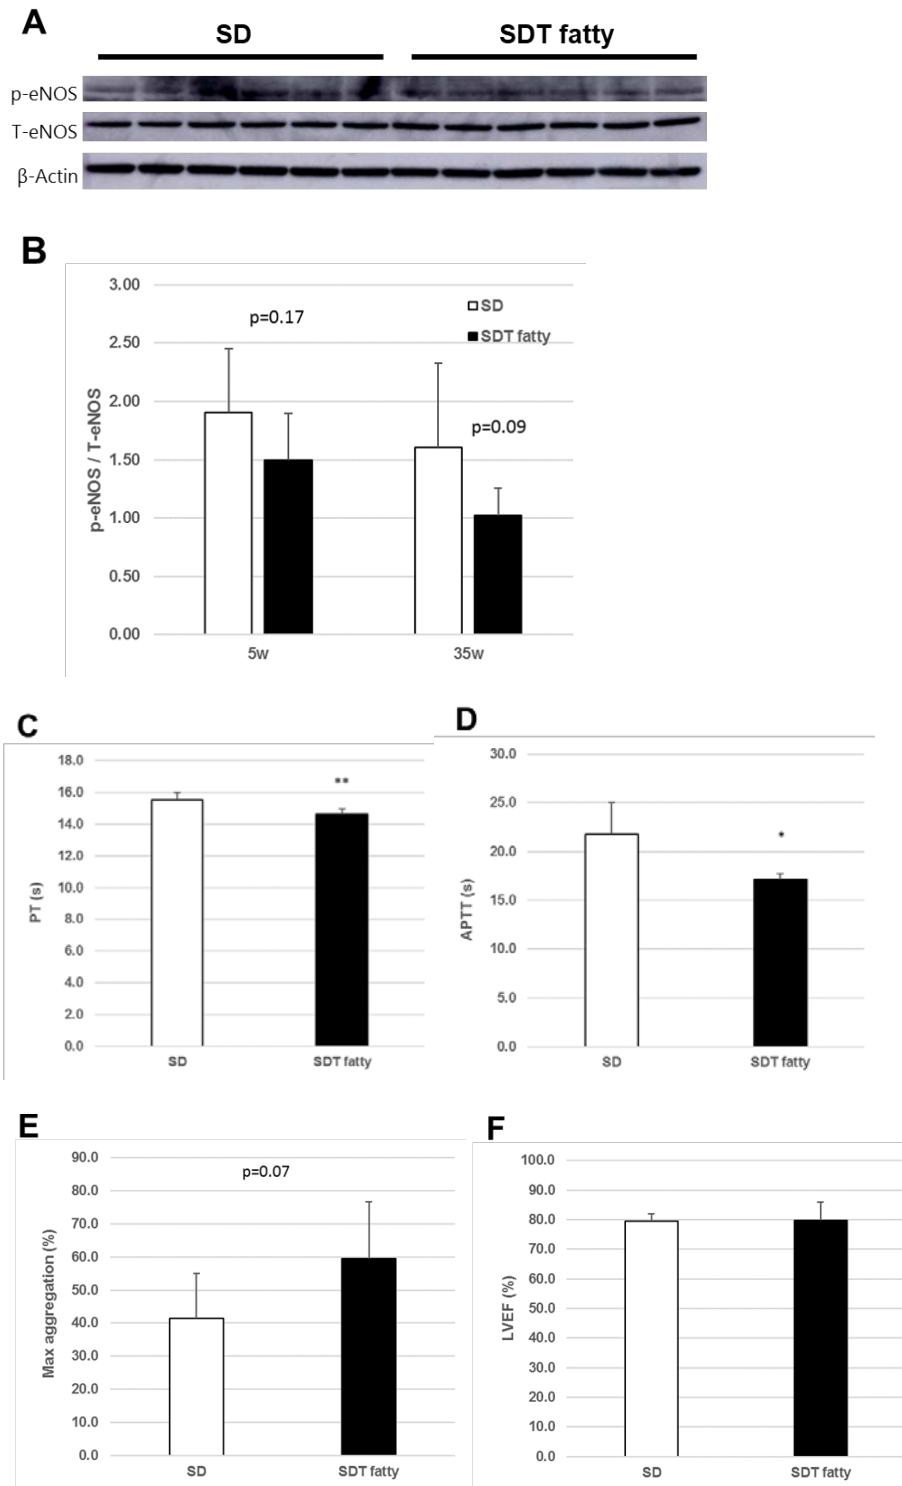 A
SD
SDT fatty
p-eNOS
T-eNOS
β-Actin
B
3.00
2.50
2.00
1.50
1.00
0.50
0.00
p-eNOS / T-eNOS
p=0.17
SD
SDT fatty
p=0.09
5w
35w
C
18.0
16.0
14.0
12.0
10.0
8.0
6.0
4.0
2.0
0.0
PT (s)
**
SD
SDT fatty
D
30.0
25.0
20.0
15.0
10.0
5.0
0.0
APTT (s)
*
SD
SDT fatty
E
90.0
80.0
70.0
60.0
50.0
40.0
30.0
20.0
10.0
0.0
Max aggregation (%)
p=0.07
SD
SDT fatty
F
100.0
90.0
80.0
70.0
60.0
50.0
40.0
30.0
20.0
10.0
0.0
LVEF (%)
SD
SDT fatty